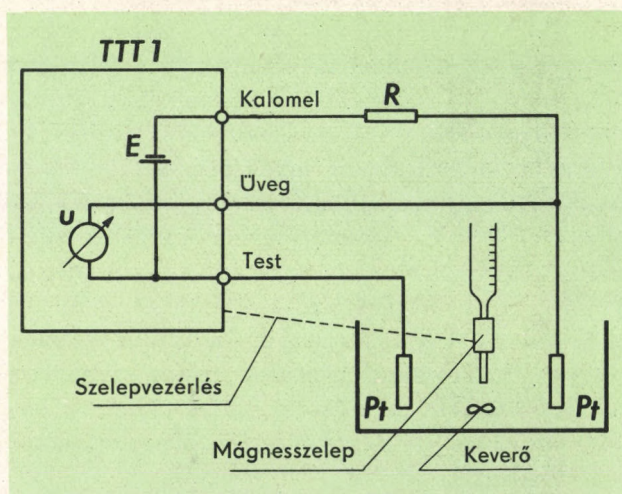 TTT 1
Kalomel
R
E
Üveg
U
Test
Szelepvezérlés
Pt
Pt
Mágnesszelep
Keverő